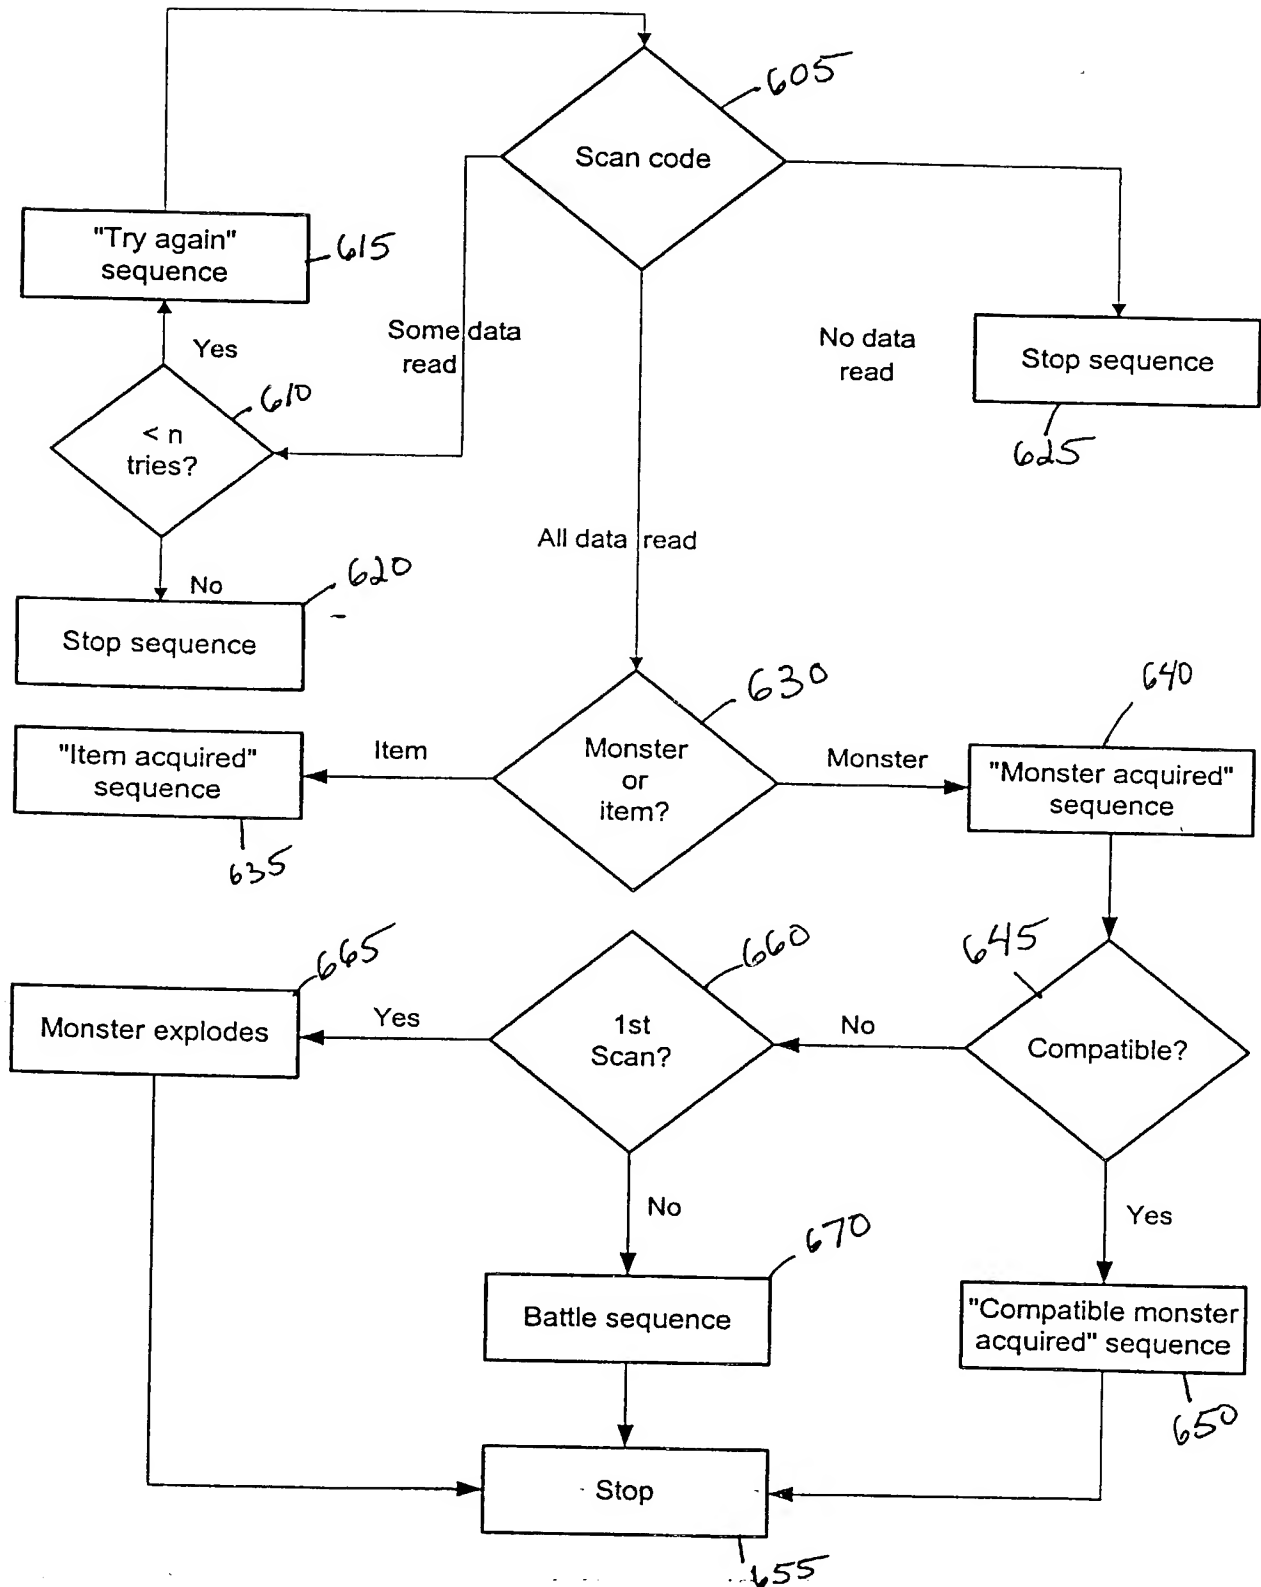 605
Scan code
"Try again"
sequence
615
Some data
read
No data
read
Stop sequence
625
Yes
610
< n
tries?
All data read
No
620
Stop sequence
630
640
"Item acquired"
sequence
635
Item
Monster
or
item?
Monster
"Monster acquired"
sequence
645
660
665
Monster explodes
Yes
1st
Scan?
No
Compatible?
No
Yes
670
Battle sequence
"Compatible monster
acquired" sequence
650
Stop
655